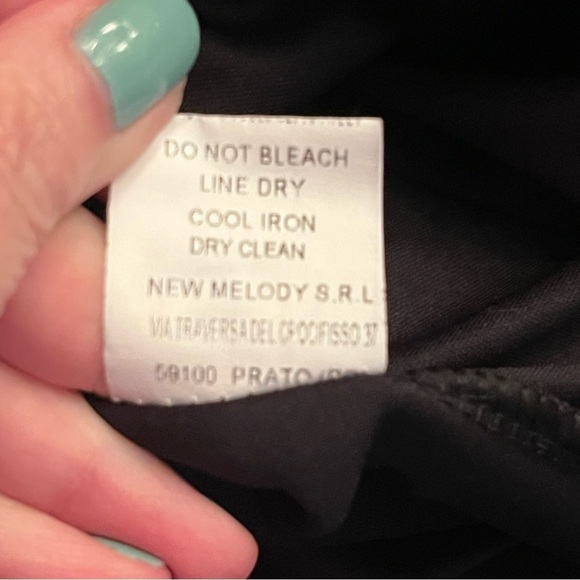 DO NOT BLEACH
LINE DRY
COOL IRON
DRY CLEAN
NEW MELODY S.R.L
VIA TRAVERSA DEL CROCIFISSO 37
59100 PRATO